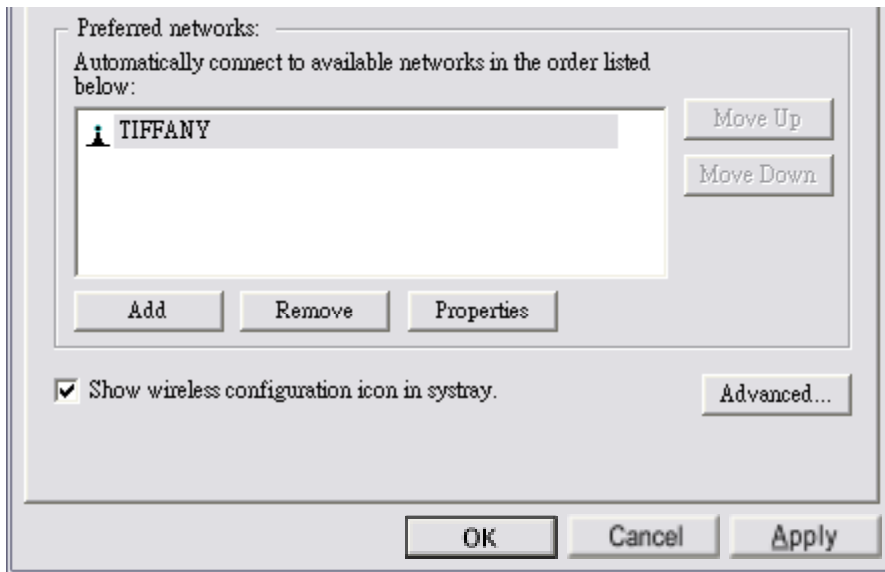 Preferred networks:
Automatically connect to available networks in the order listed
below:
TIFFANY
Move Up
Move Down
Add
Remove
Properties
Show wireless configuration icon in systray.
Advanced...
OK
Cancel
Apply